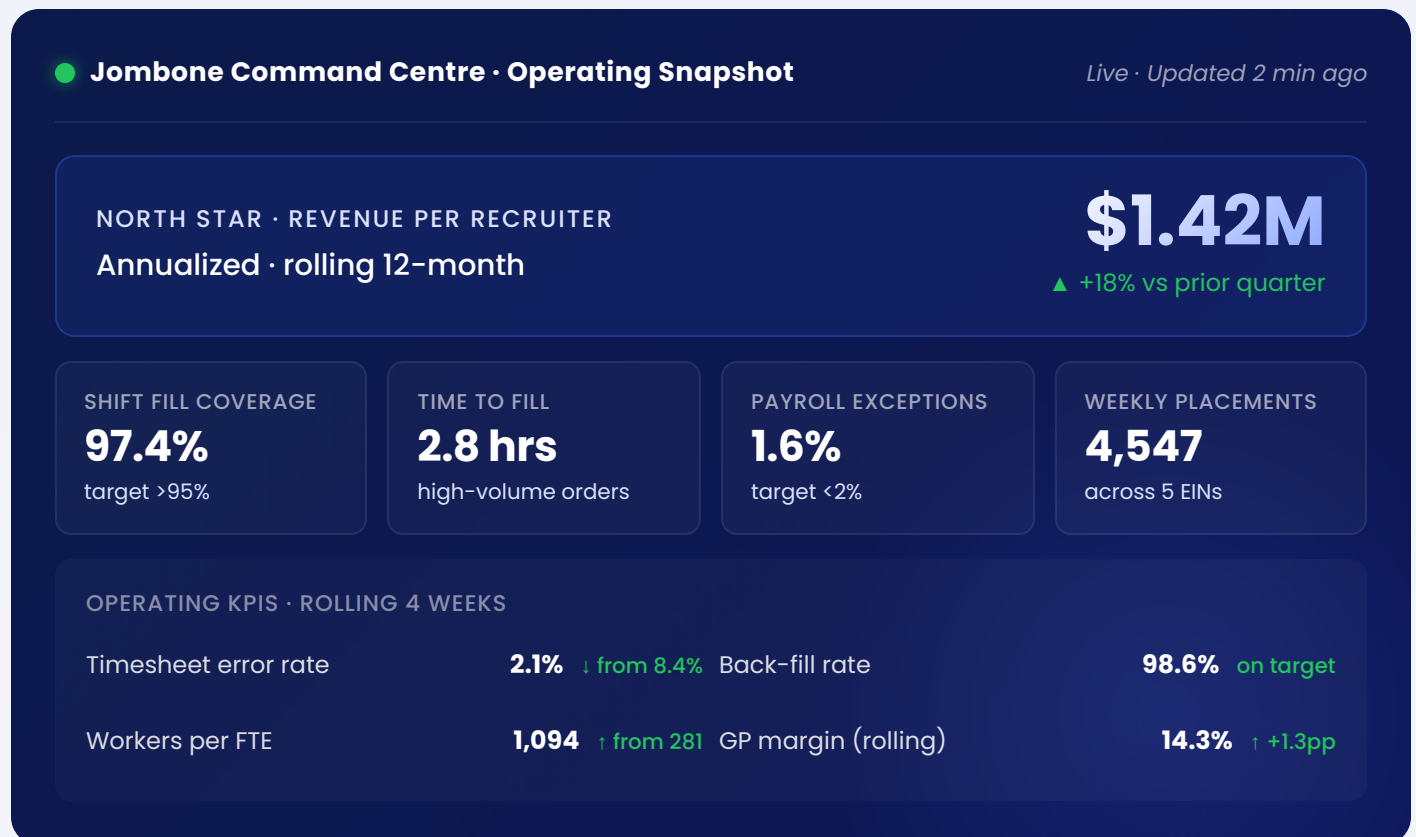 Jombone Command Centre · Operating Snapshot
Live · Updated 2 min ago
NORTH STAR · REVENUE PER RECRUITER
Annualized · rolling 12-month
$1.42M
▲ +18% vs prior quarter
SHIFT FILL COVERAGE
97.4%
target >95%
TIME TO FILL
2.8 hrs
high-volume orders
PAYROLL EXCEPTIONS
1.6%
target <2%
WEEKLY PLACEMENTS
4,547
across 5 EINs
OPERATING KPIS · ROLLING 4 WEEKS
Timesheet error rate 2.1% ↓ from 8.4%
Back-fill rate 98.6% on target
Workers per FTE 1,094 ↑ from 281
GP margin (rolling) 14.3% ↑ +1.3pp